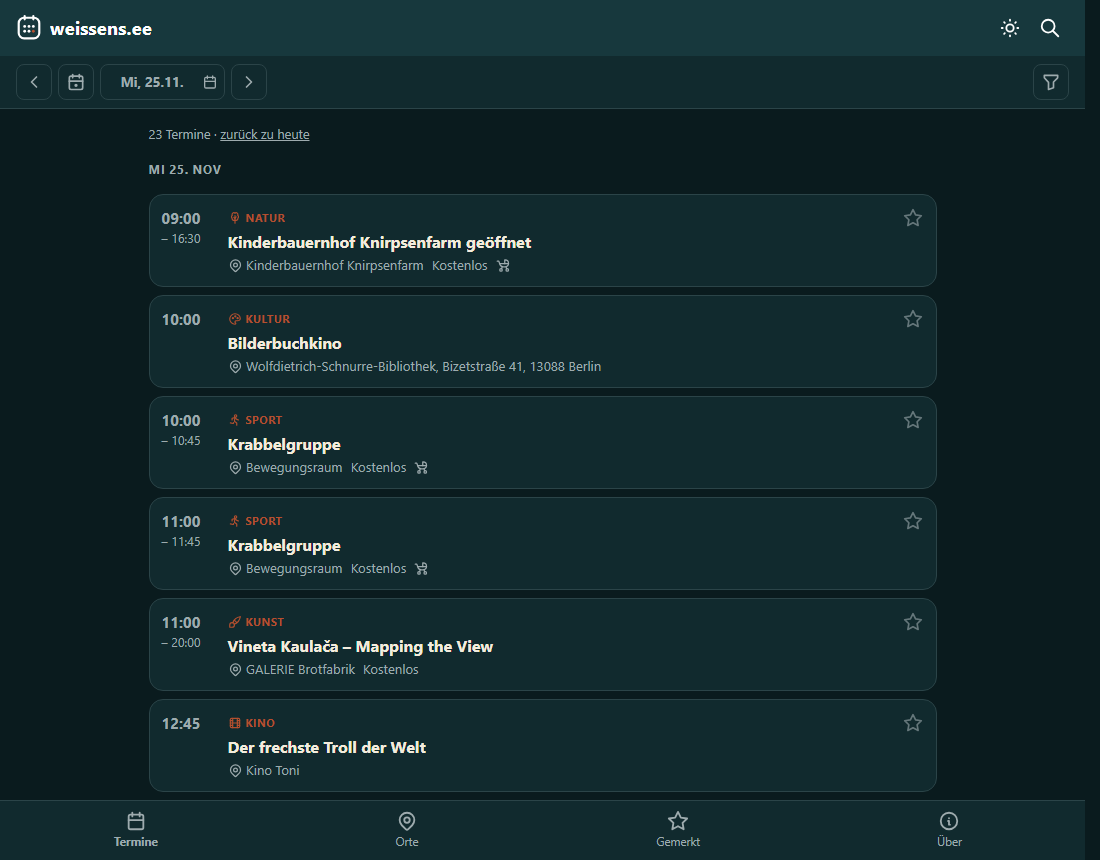 weissens.ee
Mi, 25.11.
23 Termine · zurück zu heute
MI 25. NOV
09:00
– 16:30
NATUR
Kinderbauernhof Knirpsenfarm geöffnet
Kinderbauernhof Knirpsenfarm Kostenlos
10:00
KULTUR
Bilderbuchkino
Wolfdietrich-Schnurre-Bibliothek, Bizetstraße 41, 13088 Berlin
10:00
– 10:45
SPORT
Krabbelgruppe
Bewegungsraum Kostenlos
11:00
– 11:45
SPORT
Krabbelgruppe
Bewegungsraum Kostenlos
11:00
– 20:00
KUNST
Vineta Kaulača – Mapping the View
GALERIE Brotfabrik Kostenlos
12:45
KINO
Der frechste Troll der Welt
Kino Toni
Termine
Orte
Gemerkt
Über